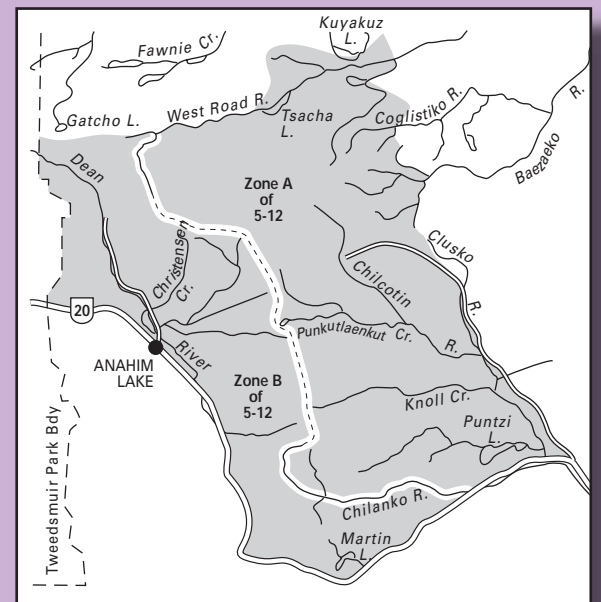 Kuyakuz
L.
Fawnie Cr.
Gatcho L.
West Road R.
Tsacha
L.
Coglistiko R.
Baezaeko R.
Dean
Zone A
of
5-12
Christensen
Cr.
Clusko
R.
Chilcotin
R.
20
Punkutlaenkut Cr.
ANAHIM
LAKE
River
Zone B
of
5-12
Knoll Cr.
Puntzi
L.
Tweedsmuir Park Bdy
Chilanko R.
Martin
L.